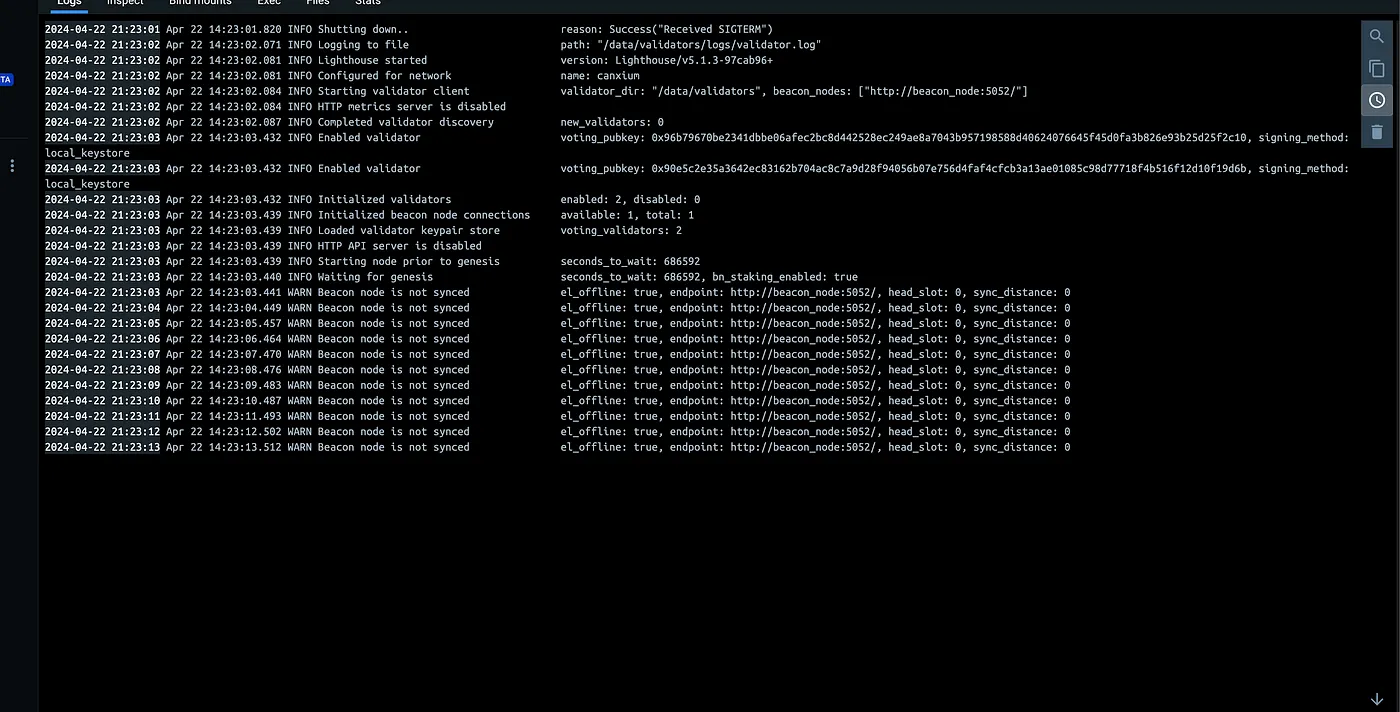 Logs Inspect Bind mounts Exec Files Stats
2024-04-22 21:23:01 Apr 22 14:23:01.820 INFO Shutting down.. reason: Success("Received SIGTERM")
2024-04-22 21:23:02 Apr 22 14:23:02.071 INFO Logging to file path: "/data/validators/logs/validator.log"
2024-04-22 21:23:02 Apr 22 14:23:02.081 INFO Lighthouse started version: Lighthouse/v5.1.3-97cab96+
2024-04-22 21:23:02 Apr 22 14:23:02.081 INFO Configured for network name: canxium
2024-04-22 21:23:02 Apr 22 14:23:02.084 INFO Starting validator client validator_dir: "/data/validators", beacon_nodes: ["http://beacon_node:5052/"]
2024-04-22 21:23:02 Apr 22 14:23:02.084 INFO HTTP metrics server is disabled
2024-04-22 21:23:02 Apr 22 14:23:02.087 INFO Completed validator discovery new_validators: 0
2024-04-22 21:23:03 Apr 22 14:23:03.432 INFO Enabled validator voting_pubkey: 0x96b79670be2341dbbe06afec2bc8d442528ec249ae8a7043b957198588d40624076645f45d0fa3b826e93b25d25f2c10, signing_method:
local_keystore
2024-04-22 21:23:03 Apr 22 14:23:03.432 INFO Enabled validator voting_pubkey: 0x90e5c2e35a3642ec83162b704ac8c7a9d28f94056b07e756d4faf4cfcb3a13ae01085c98d77718f4b516f12d10f19d6b, signing_method:
local_keystore
2024-04-22 21:23:03 Apr 22 14:23:03.432 INFO Initialized validators enabled: 2, disabled: 0
2024-04-22 21:23:03 Apr 22 14:23:03.439 INFO Initialized beacon node connections available: 1, total: 1
2024-04-22 21:23:03 Apr 22 14:23:03.439 INFO Loaded validator keypair store voting_validators: 2
2024-04-22 21:23:03 Apr 22 14:23:03.439 INFO HTTP API server is disabled
2024-04-22 21:23:03 Apr 22 14:23:03.439 INFO Starting node prior to genesis seconds_to_wait: 686592
2024-04-22 21:23:03 Apr 22 14:23:03.440 INFO Waiting for genesis seconds_to_wait: 686592, bn_staking_enabled: true
2024-04-22 21:23:03 Apr 22 14:23:03.441 WARN Beacon node is not synced el_offline: true, endpoint: http://beacon_node:5052/, head_slot: 0, sync_distance: 0
2024-04-22 21:23:04 Apr 22 14:23:04.449 WARN Beacon node is not synced el_offline: true, endpoint: http://beacon_node:5052/, head_slot: 0, sync_distance: 0
2024-04-22 21:23:05 Apr 22 14:23:05.457 WARN Beacon node is not synced el_offline: true, endpoint: http://beacon_node:5052/, head_slot: 0, sync_distance: 0
2024-04-22 21:23:06 Apr 22 14:23:06.464 WARN Beacon node is not synced el_offline: true, endpoint: http://beacon_node:5052/, head_slot: 0, sync_distance: 0
2024-04-22 21:23:07 Apr 22 14:23:07.470 WARN Beacon node is not synced el_offline: true, endpoint: http://beacon_node:5052/, head_slot: 0, sync_distance: 0
2024-04-22 21:23:08 Apr 22 14:23:08.476 WARN Beacon node is not synced el_offline: true, endpoint: http://beacon_node:5052/, head_slot: 0, sync_distance: 0
2024-04-22 21:23:09 Apr 22 14:23:09.483 WARN Beacon node is not synced el_offline: true, endpoint: http://beacon_node:5052/, head_slot: 0, sync_distance: 0
2024-04-22 21:23:10 Apr 22 14:23:10.487 WARN Beacon node is not synced el_offline: true, endpoint: http://beacon_node:5052/, head_slot: 0, sync_distance: 0
2024-04-22 21:23:11 Apr 22 14:23:11.493 WARN Beacon node is not synced el_offline: true, endpoint: http://beacon_node:5052/, head_slot: 0, sync_distance: 0
2024-04-22 21:23:12 Apr 22 14:23:12.502 WARN Beacon node is not synced el_offline: true, endpoint: http://beacon_node:5052/, head_slot: 0, sync_distance: 0
2024-04-22 21:23:13 Apr 22 14:23:13.512 WARN Beacon node is not synced el_offline: true, endpoint: http://beacon_node:5052/, head_slot: 0, sync_distance: 0
TA